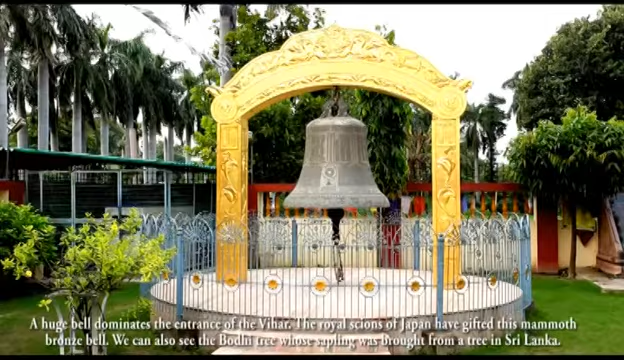 A huge bell dominates the entrance of the Vihar. The royal scions of Japan have gifted this mammoth
bronze bell. We can also see the Bodhi tree whose sapling was brought from a tree in Sri Lanka.